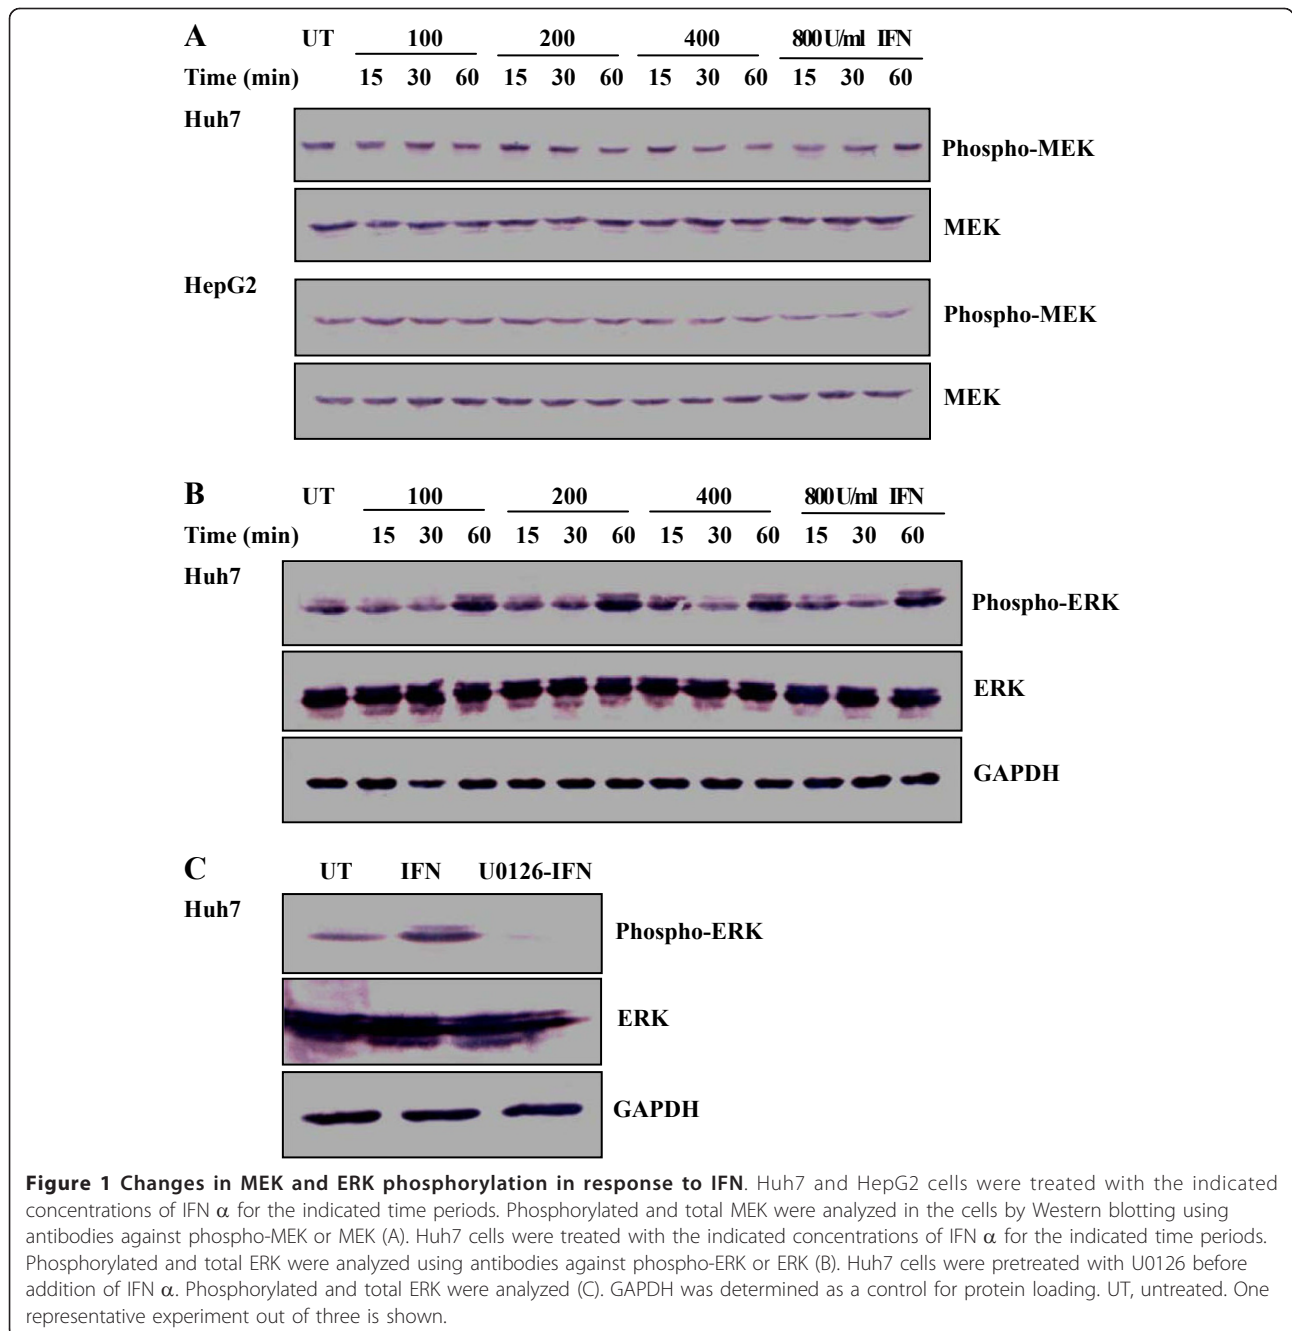 A UT 100 200 400 800 U/ml IFN
Time (min) 15 30 60 15 30 60 15 30 60 15 30 60
Huh7
Phospho-MEK
MEK
HepG2
Phospho-MEK
MEK
B UT 100 200 400 800 U/ml IFN
Time (min) 15 30 60 15 30 60 15 30 60 15 30 60
Huh7
Phospho-ERK
ERK
GAPDH
C UT IFN U0126-IFN
Huh7
Phospho-ERK
ERK
GAPDH
Figure 1 Changes in MEK and ERK phosphorylation in response to IFN. Huh7 and HepG2 cells were treated with the indicated
concentrations of IFN α for the indicated time periods. Phosphorylated and total MEK were analyzed in the cells by Western blotting using
antibodies against phospho-MEK or MEK (A). Huh7 cells were treated with the indicated concentrations of IFN α for the indicated time periods.
Phosphorylated and total ERK were analyzed using antibodies against phospho-ERK or ERK (B). Huh7 cells were pretreated with U0126 before
addition of IFN α. Phosphorylated and total ERK were analyzed (C). GAPDH was determined as a control for protein loading. UT, untreated. One
representative experiment out of three is shown.